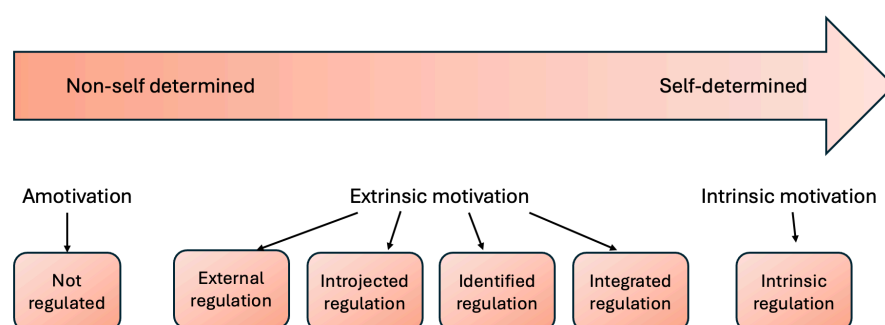 Non-self determined
Self-determined
Amotivation
Extrinsic motivation
Intrinsic motivation
Not
regulated
External
regulation
Introjected
regulation
Identified
regulation
Integrated
regulation
Intrinsic
regulation